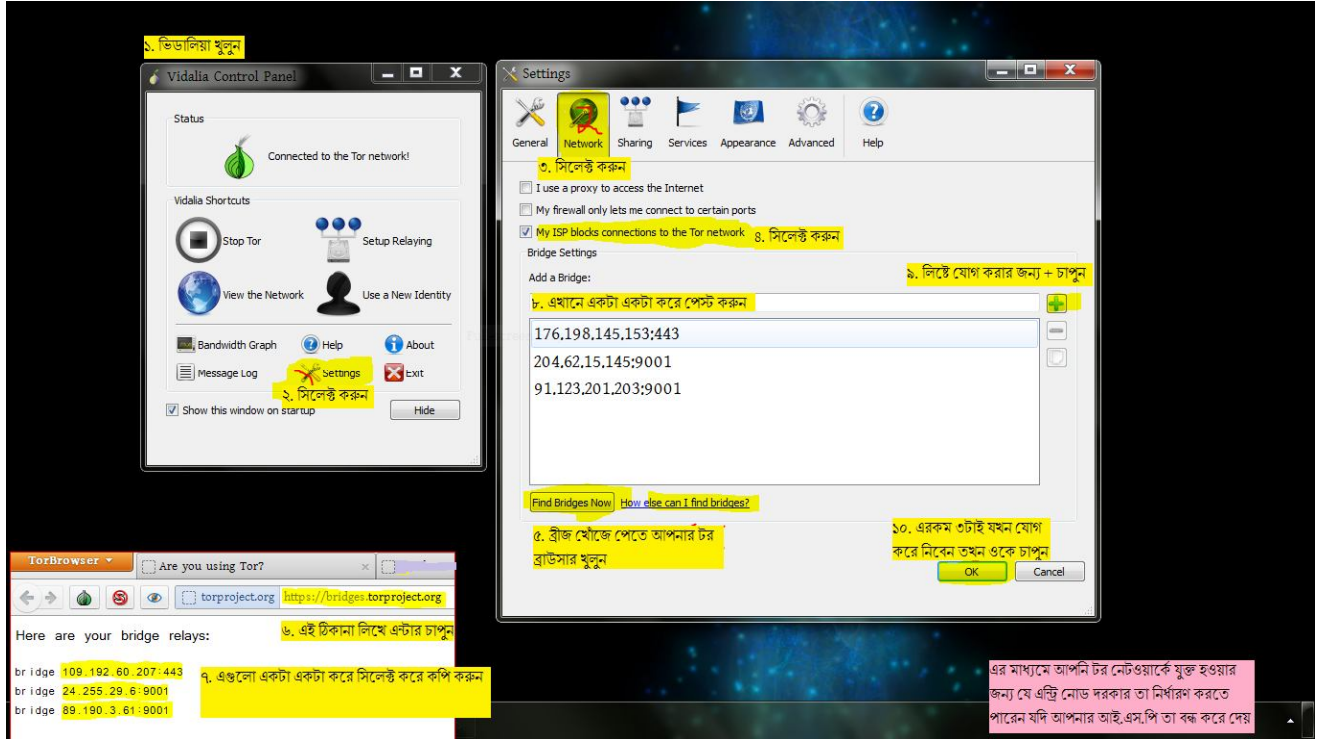 ১. ভিডালিয়া খুলুন
Vidalia Control Panel
Status
Connected to the Tor network!
Vidalia Shortcuts
Stop Tor
Setup Relaying
View the Network
Use a New Identity
Bandwidth Graph
Help
About
Message Log
Settings
Exit
২. সিলেক্ট করুন
Show this window on startup
Hide
Settings
General
Network
Sharing
Services
Appearance
Advanced
Help
৩. সিলেক্ট করুন
I use a proxy to access the Internet
My firewall only lets me connect to certain ports
My ISP blocks connections to the Tor network
৪. সিলেক্ট করুন
Bridge Settings
৯. লিষ্টে যোগ করার জন্য + চাপুন
Add a Bridge:
৮. এখানে একটা একটা করে পেস্ট করুন
176.198.145.153:443
204.62.15.145:9001
91.123.201.203:9001
Find Bridges Now
How else can I find bridges?
৫. ব্রীজ খোঁজে পেতে আপনার টর
ব্রাউসার খুলুন
১০. এরকম ৩টাই যখন যোগ
করে নিবেন তখন ওকে চাপুন
OK
Cancel
TorBrowser
Are you using Tor?
torproject.org
https://bridges.torproject.org
৬. এই ঠিকানা লিখে এন্টার চাপুন
Here are your bridge relays:
bridge 109.192.60.207:443
bridge 24.255.29.6:9001
bridge 89.190.3.61:9001
৭. এগুলো একটা একটা করে সিলেক্ট করে কপি করুন
এর মাধ্যমে আপনি টর নেটওয়ার্কে যুক্ত হওয়ার
জন্য যে এন্ট্রি নোড দরকার তা নির্ধারণ করতে
পারেন যদি আপনার আই.এস.পি তা বন্ধ করে দেয়